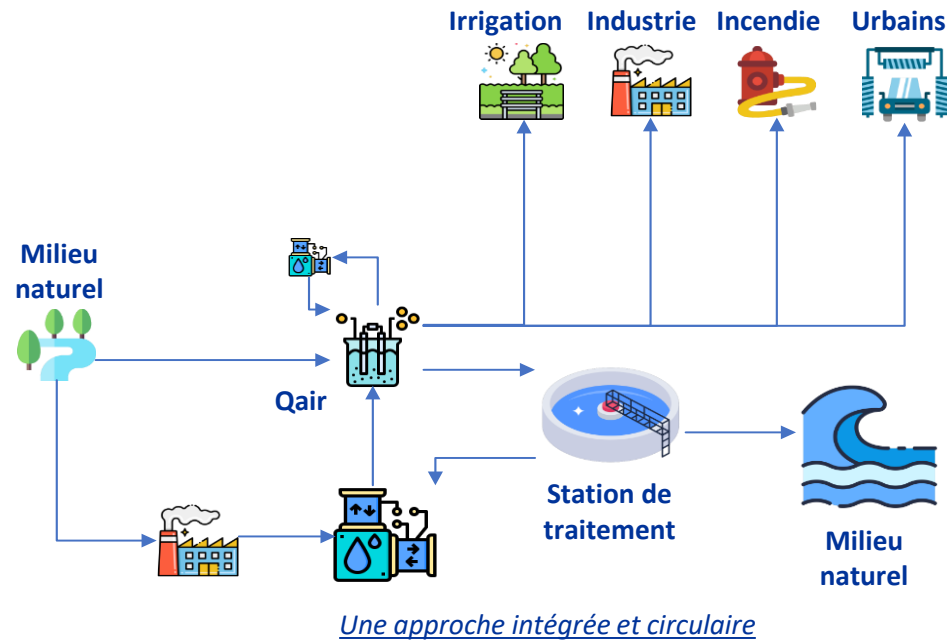 Irrigation
Industrie
Incendie
Urbains
Milieu
naturel
Qair
Station de
traitement
Milieu
naturel
Une approche intégrée et circulaire